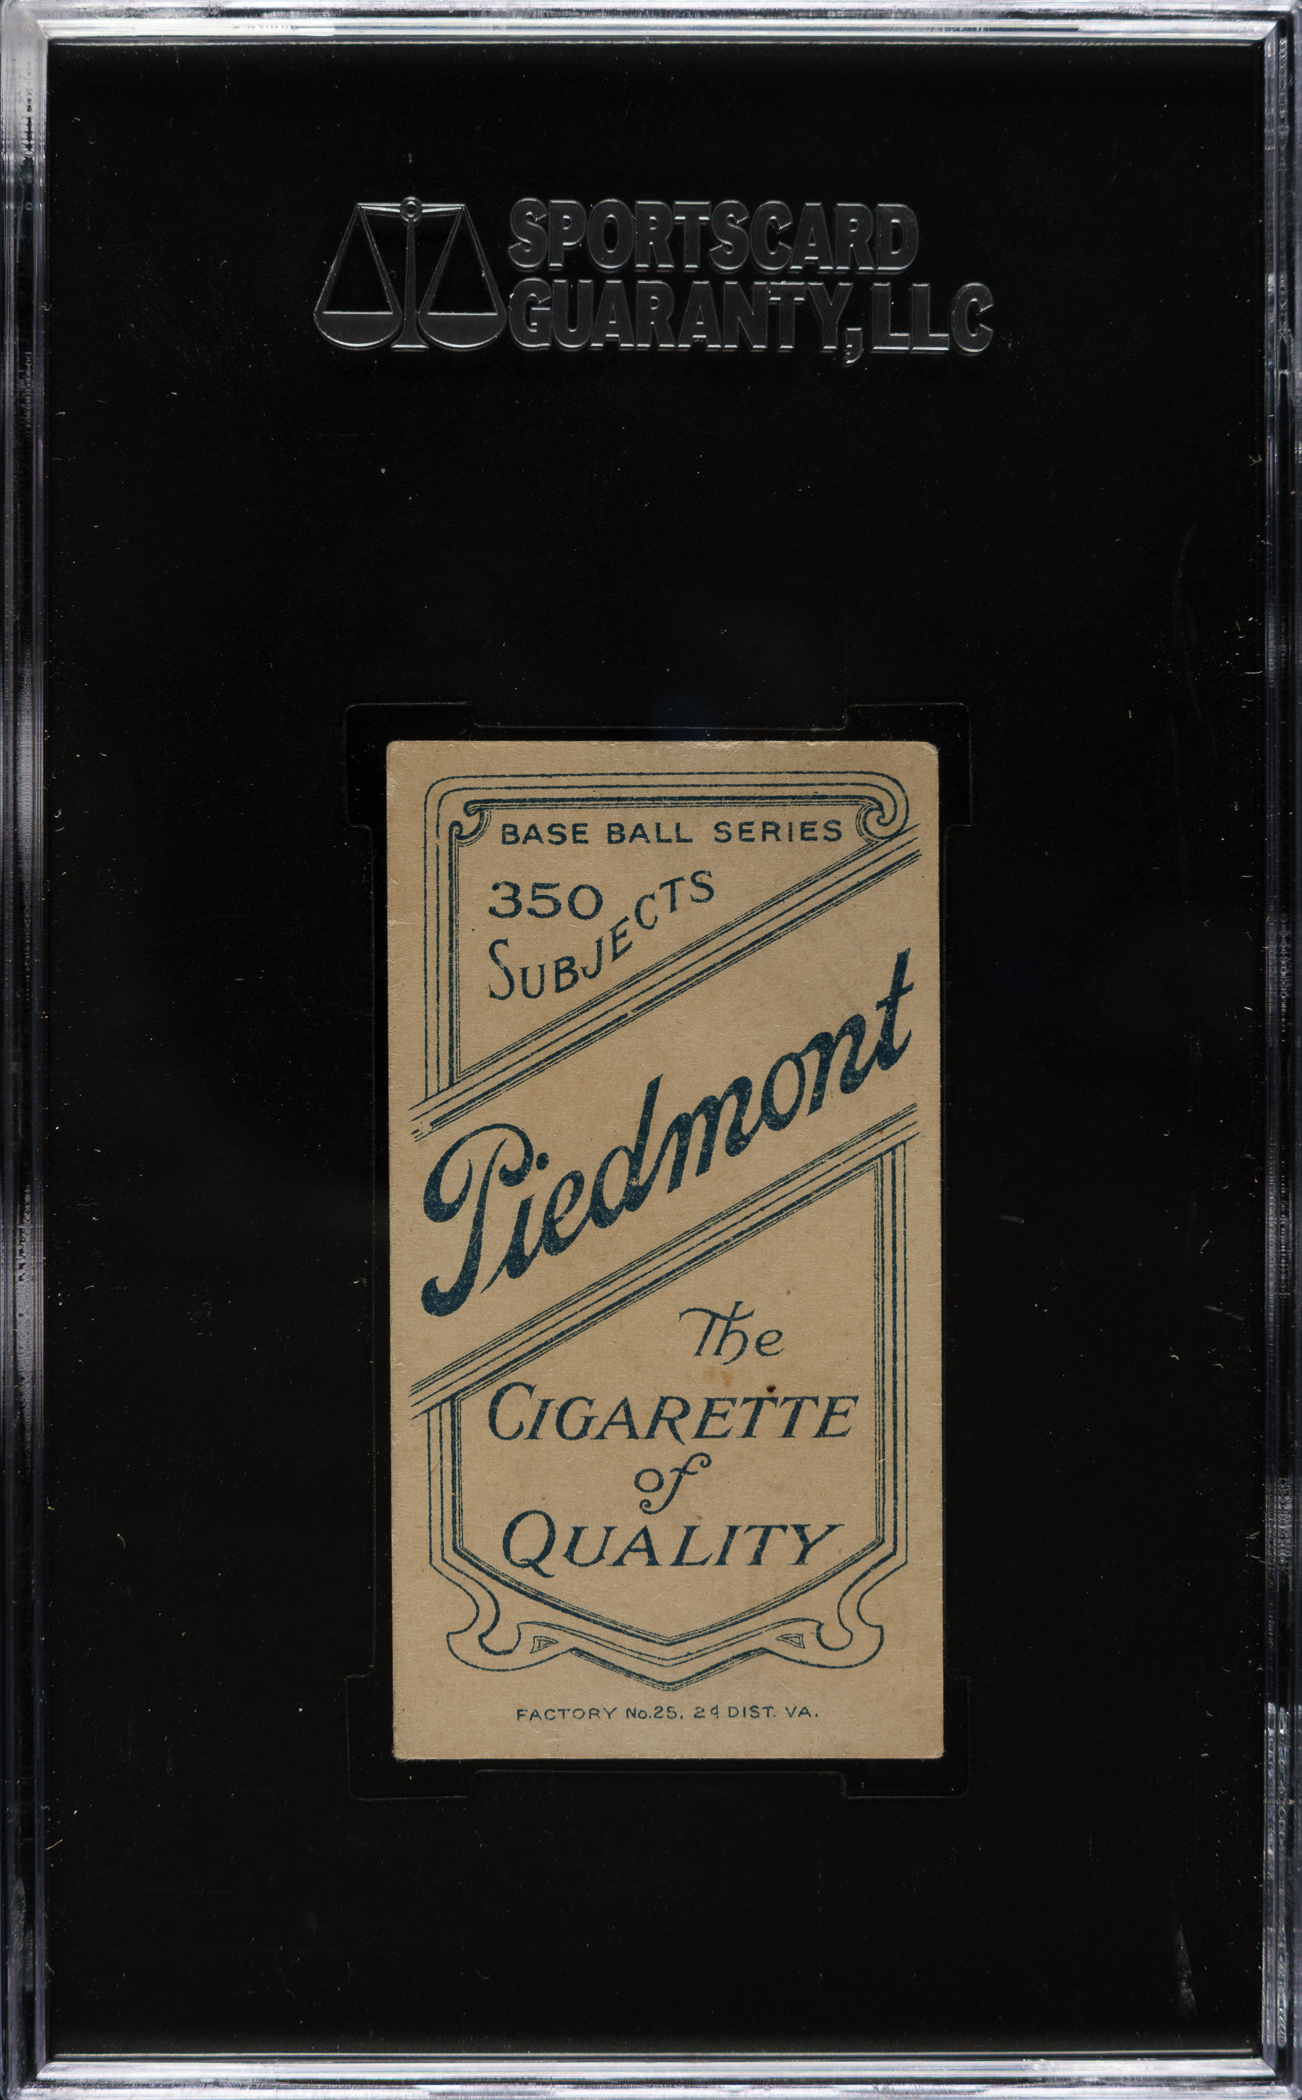 SPORTSCARD
GUARANTY, LLC
BASE BALL SERIES
350
SUBJECTS
Piedmont
The
CIGARETTE
of
QUALITY
FACTORY No. 25, 2d DIST. VA.